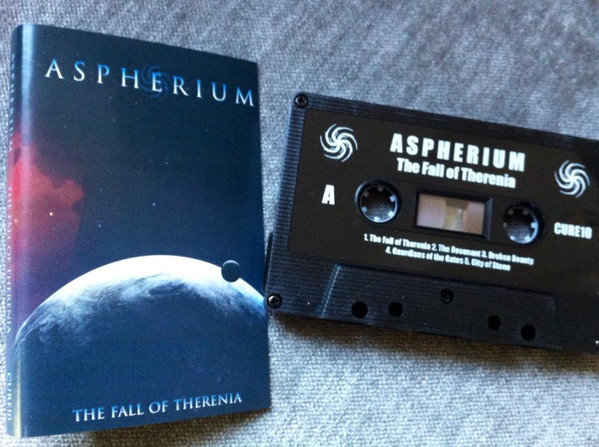 ASPHERIUM
THE FALL OF THERENIA
ASPHERIUM
The Fall of Therenia
A
CURE10
1. The Fall of Therenia 2. The Revenant 3. Broken Beauty
4. Guardians of the Gates 5. City of Stone